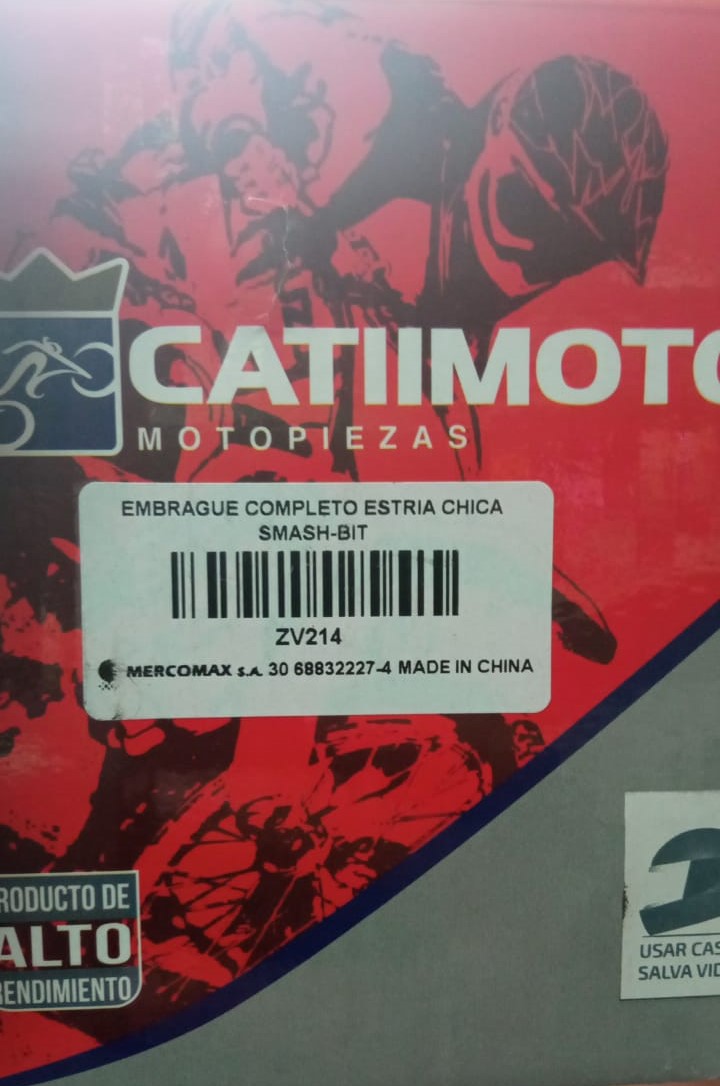 CATIIMOTO
MOTOPIEZAS
EMBRAGUE COMPLETO ESTRIA CHICA
SMASH-BIT
ZV214
MERCOMAX s.A. 30 68832227-4 MADE IN CHINA
RODUCTO DE
ALTO
RENDIMIENTO
USAR CAS
SALVA VID